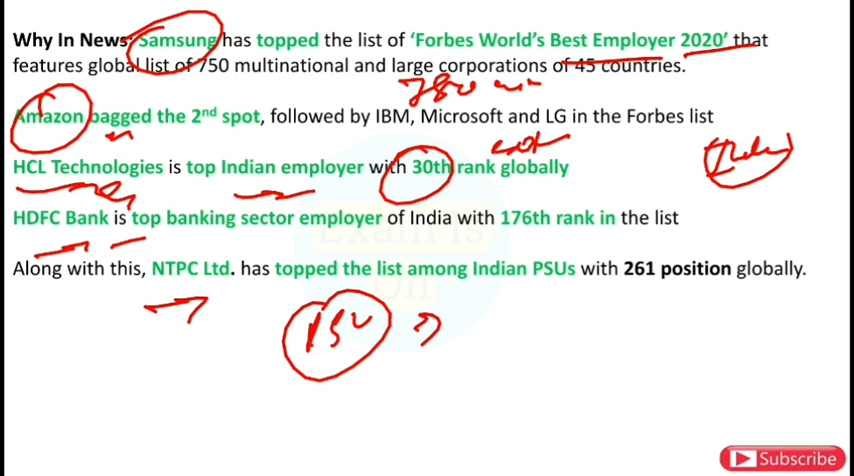 Why In News: Samsung has topped the list of ‘Forbes World’s Best Employer 2020’ that
features global list of 750 multinational and large corporations of 45 countries.
Amazon bagged the 2nd spot, followed by IBM, Microsoft and LG in the Forbes list
HCL Technologies is top Indian employer with 30th rank globally
HDFC Bank is top banking sector employer of India with 176th rank in the list
Exam is
Along with this, NTPC Ltd. has topped the list among Indian PSUs with 261 position globally.
On
PSU
Subscribe